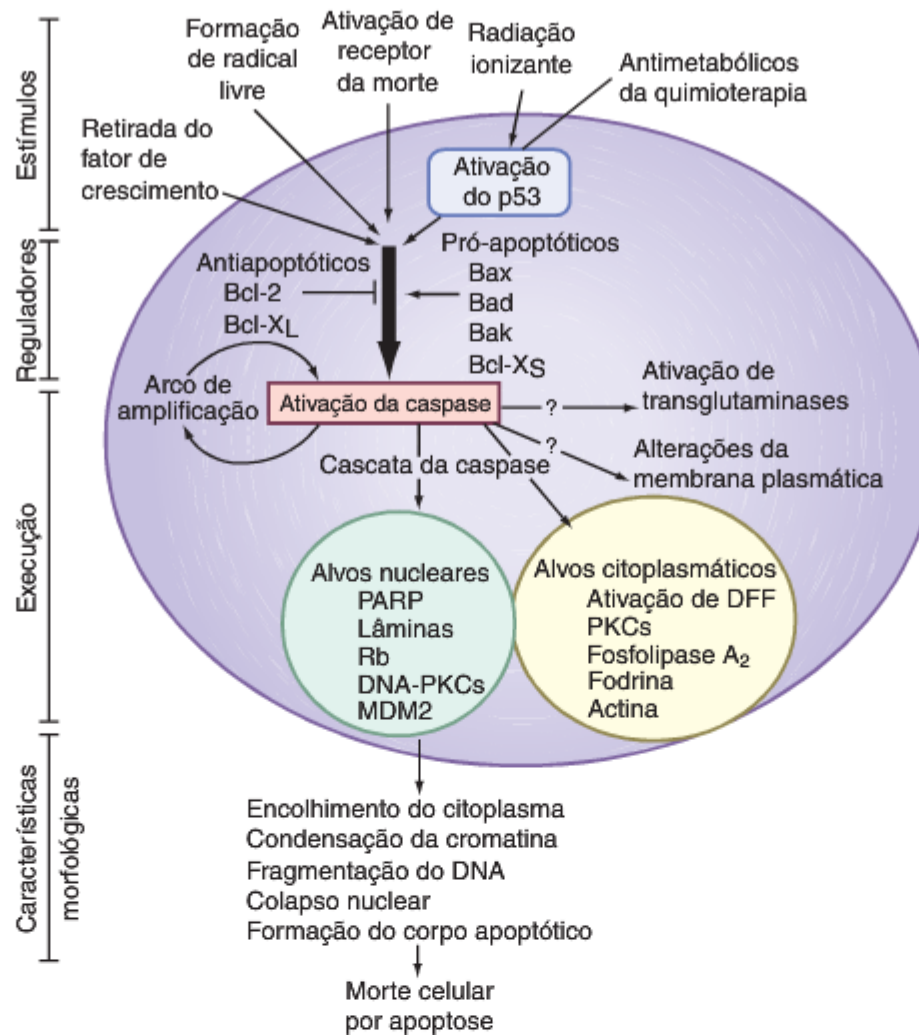 Estímulos
Formação
de radical
livre
Ativação de
receptor
da morte
Radiação
ionizante
Antimetabólicos
da quimioterapia
Retirada do
fator de
crescimento
Ativação
do p53
Reguladores
Antiapoptóticos
Bcl-2
Bcl-XL
Pró-apoptóticos
Bax
Bad
Bak
Bcl-XS
Execução
Arco de
amplificação
Ativação da caspase
?
Ativação de
transglutaminases
?
Alterações da
membrana plasmática
Cascata da caspase
Alvos nucleares
PARP
Lâminas
Rb
DNA-PKCs
MDM2
Alvos citoplasmáticos
Ativação de DFF
PKCs
Fosfolipase A2
Fodrina
Actina
Características
morfológicas
Encolhimento do citoplasma
Condensação da cromatina
Fragmentação do DNA
Colapso nuclear
Formação do corpo apoptótico
Morte celular
por apoptose